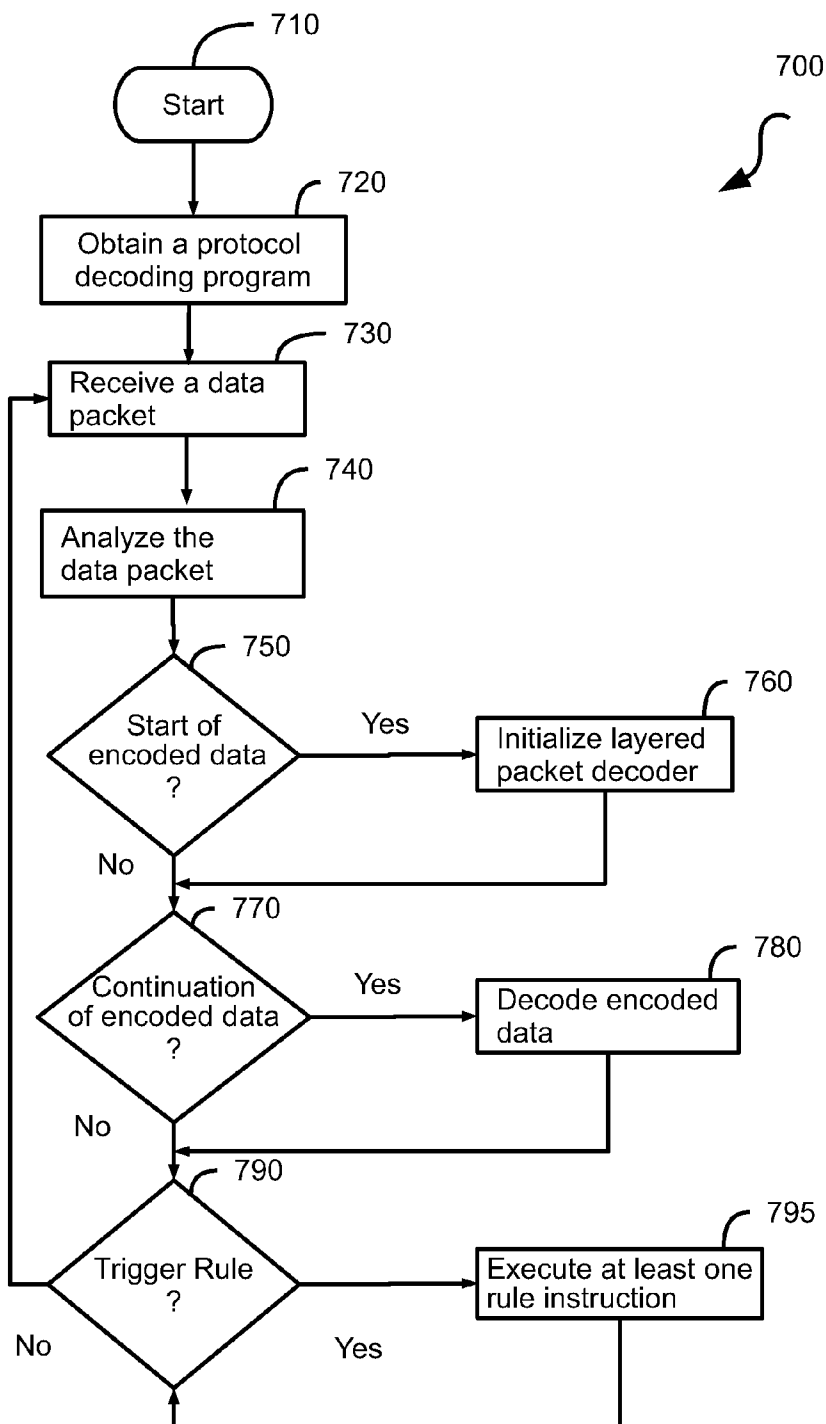 710
700
Start
720
Obtain a protocol
decoding program
730
Receive a data
packet
740
Analyze the
data packet
750
Start of
encoded data
?
Yes
760
Initialize layered
packet decoder
No
770
Continuation
of encoded data
?
Yes
780
Decode encoded
data
No
790
Trigger Rule
?
795
Execute at least one
rule instruction
No
Yes